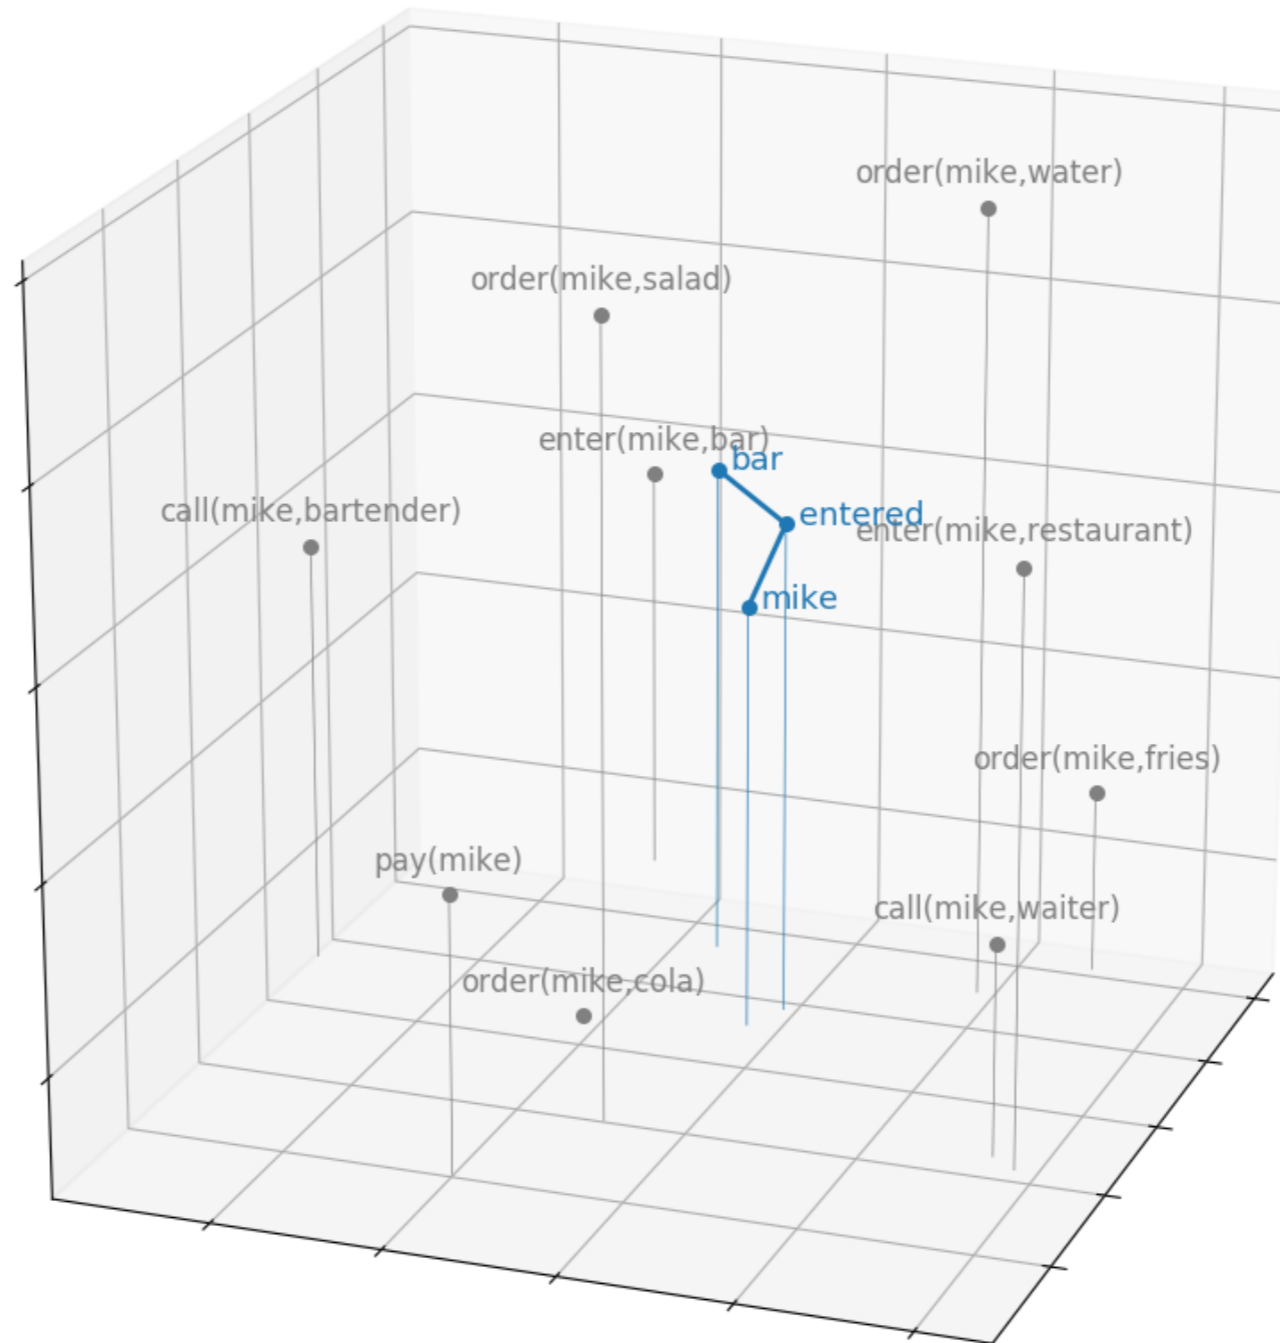 order(mike,water)
order(mike,salad)
enter(mike,bar)
bar
call(mike,bartender)
entered
enter(mike,restaurant)
mike
order(mike,fries)
pay(mike)
call(mike,waiter)
order(mike,cola)